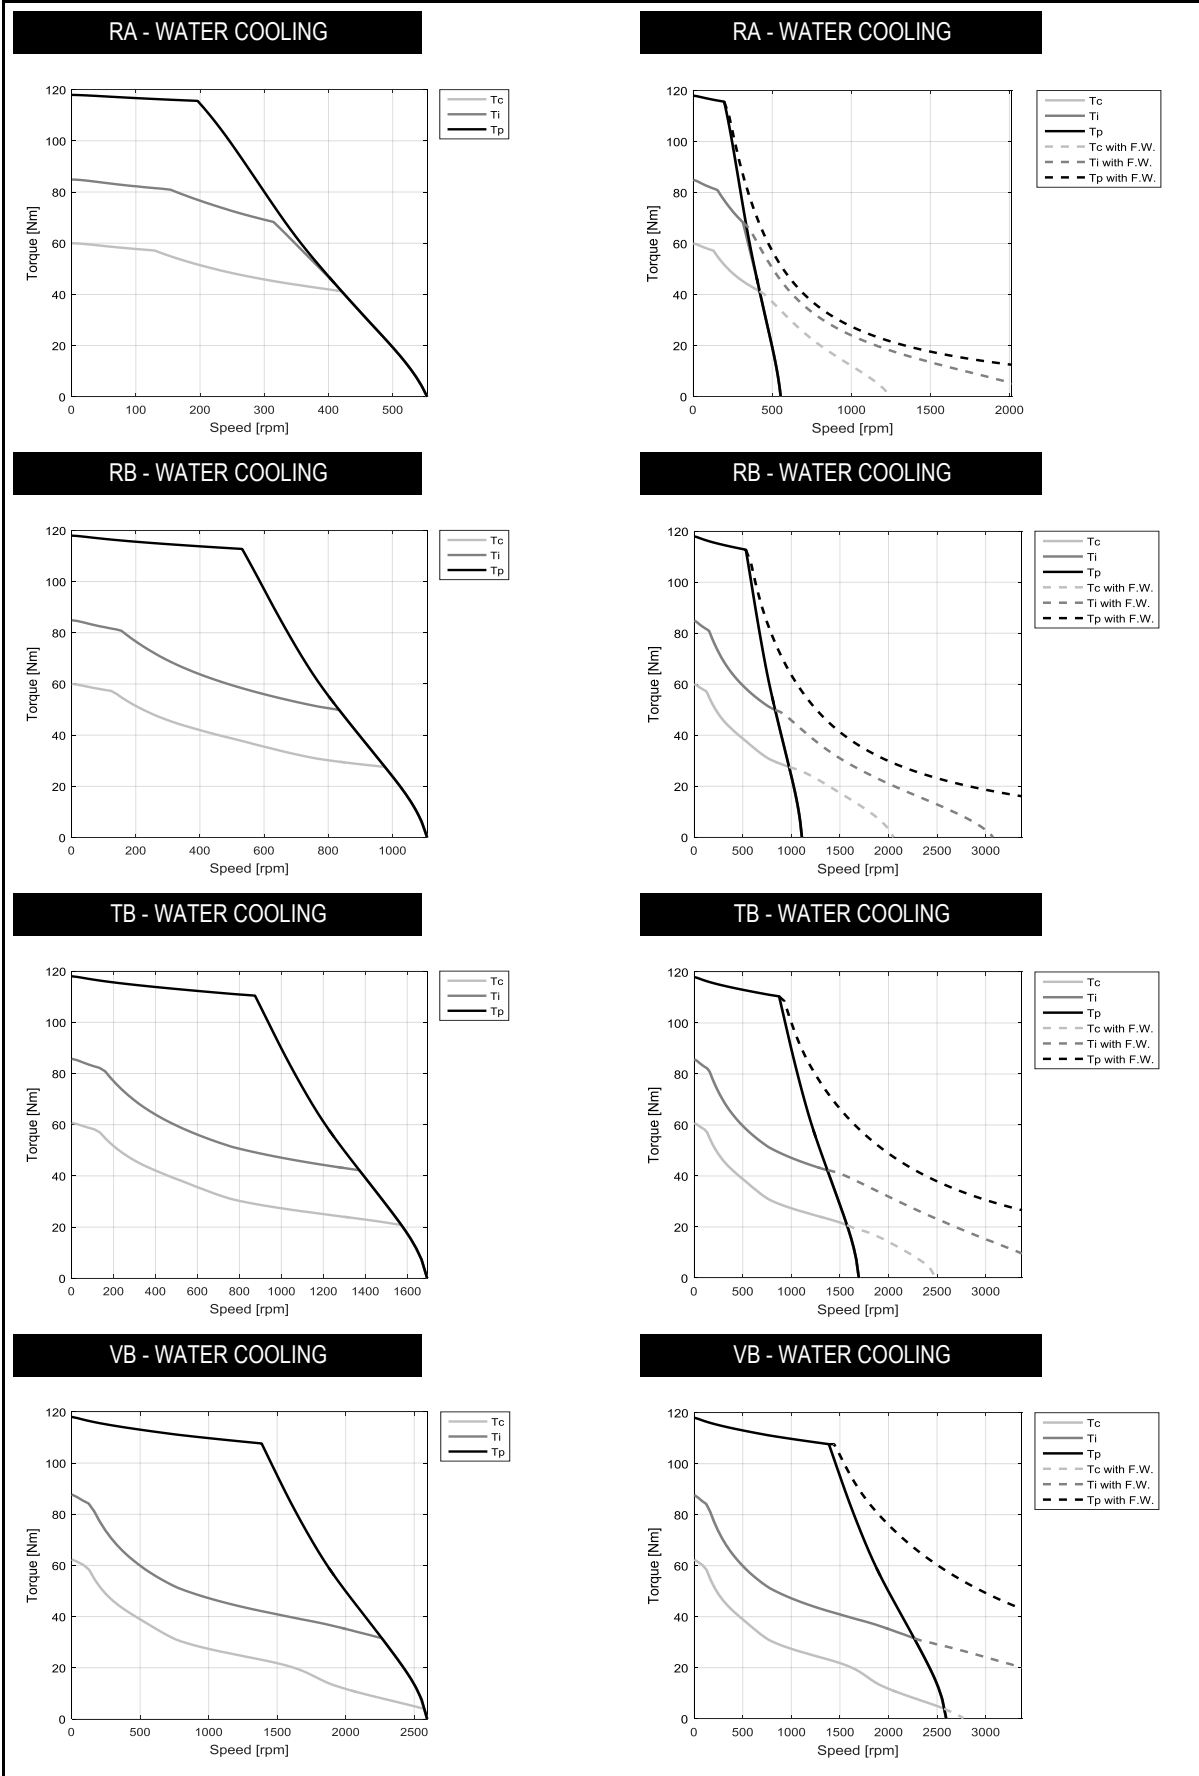 RA - WATER COOLING
RA - WATER COOLING
Torque [Nm]
120
100
80
60
40
20
0
0 100 200 300 400 500
Speed [rpm]
Tc
Ti
Tp
Torque [Nm]
120
100
80
60
40
20
0
0 500 1000 1500 2000
Speed [rpm]
Tc
Ti
Tp
Tc with F.W.
Ti with F.W.
Tp with F.W.
RB - WATER COOLING
RB - WATER COOLING
Torque [Nm]
120
100
80
60
40
20
0
0 200 400 600 800 1000
Speed [rpm]
Tc
Ti
Tp
Torque [Nm]
120
100
80
60
40
20
0
0 500 1000 1500 2000 2500 3000
Speed [rpm]
Tc
Ti
Tp
Tc with F.W.
Ti with F.W.
Tp with F.W.
TB - WATER COOLING
TB - WATER COOLING
Torque [Nm]
120
100
80
60
40
20
0
0 200 400 600 800 1000 1200 1400 1600
Speed [rpm]
Tc
Ti
Tp
Torque [Nm]
120
100
80
60
40
20
0
0 500 1000 1500 2000 2500 3000
Speed [rpm]
Tc
Ti
Tp
Tc with F.W.
Ti with F.W.
Tp with F.W.
VB - WATER COOLING
VB - WATER COOLING
Torque [Nm]
120
100
80
60
40
20
0
0 500 1000 1500 2000 2500
Speed [rpm]
Tc
Ti
Tp
Torque [Nm]
120
100
80
60
40
20
0
0 500 1000 1500 2000 2500 3000
Speed [rpm]
Tc
Ti
Tp
Tc with F.W.
Ti with F.W.
Tp with F.W.